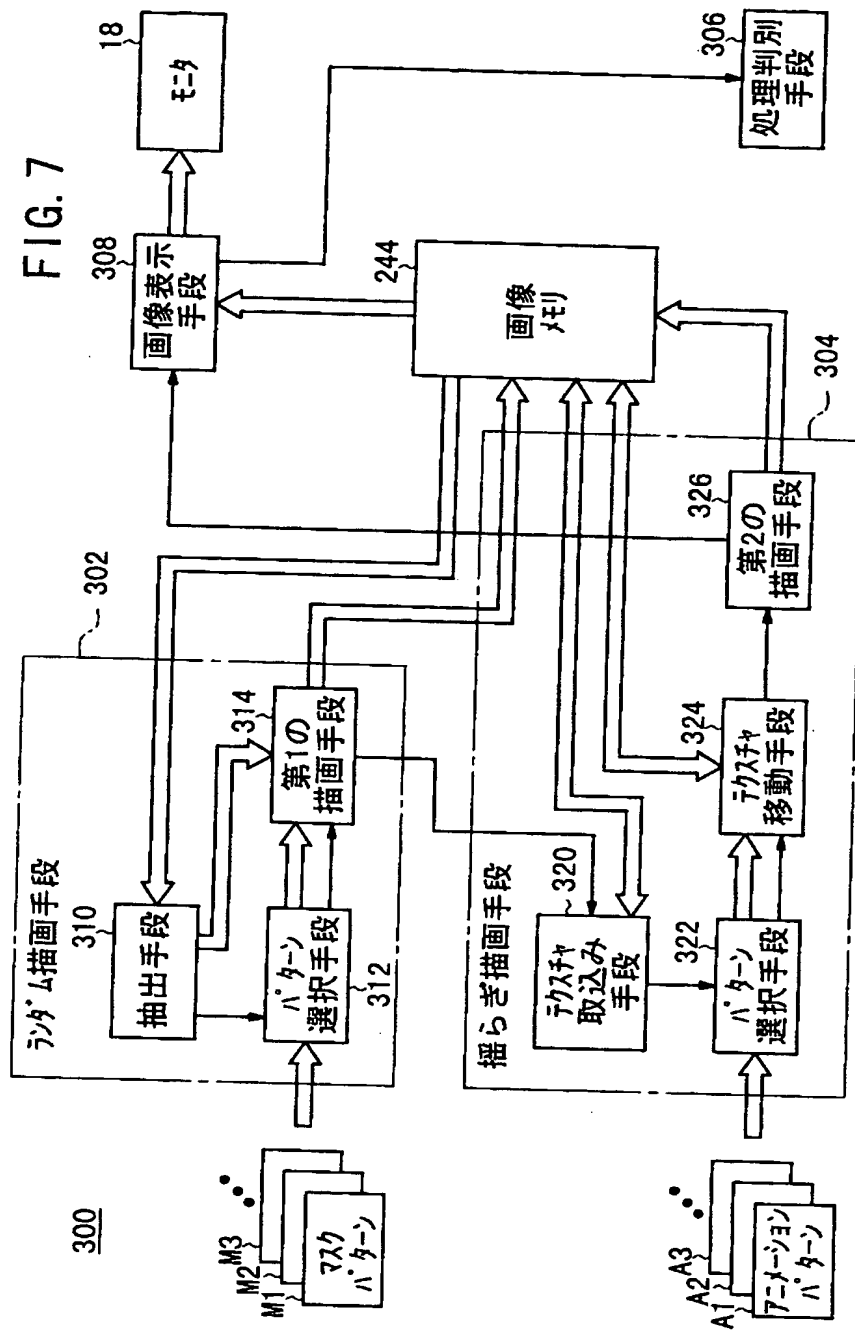 FIG. 7
300
M1
M2
M3
マスク
パターン
A1
A2
A3
アニメーション
パターン
302
ランダム描画手段
310
抽出手段
312
パターン
選択手段
314
第1の
描画手段
304
揺らぎ描画手段
320
テクスチャ
取込み
手段
322
パターン
選択手段
324
テクスチャ
移動手段
326
第2の
描画手段
244
画像
メモリ
308
画像表示
手段
18
モニタ
306
処理判別
手段